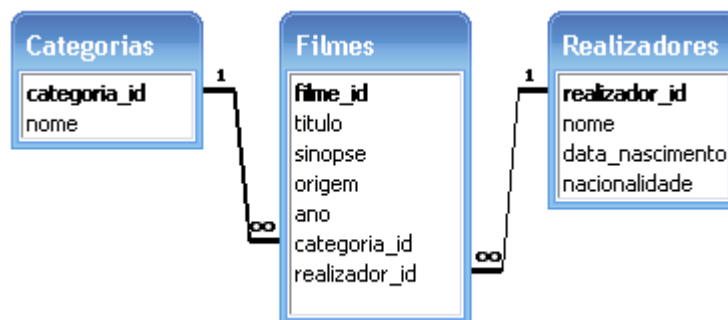 Categorias
categoria_id
nome
1
∞
Filmes
filme_id
titulo
sinopse
origem
ano
categoria_id
realizador_id
1
∞
Realizadores
realizador_id
nome
data_nascimento
nacionalidade